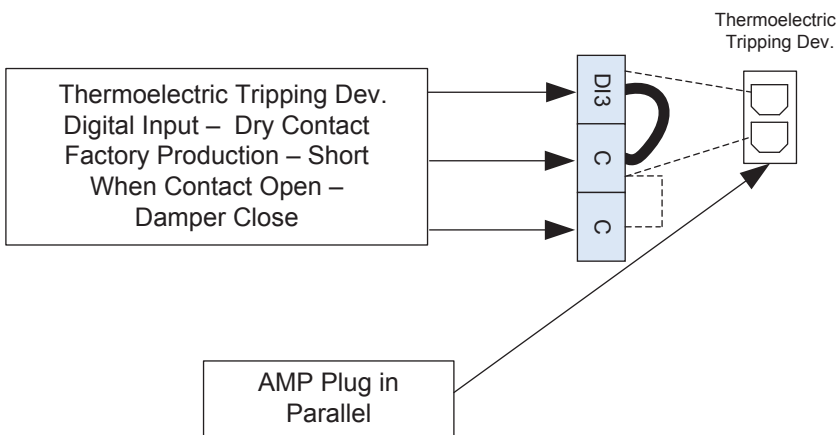 Thermoelectric
Tripping Dev.
Thermoelectric Tripping Dev.
Digital Input – Dry Contact
Factory Production – Short
When Contact Open –
Damper Close
DI3
C
C
AMP Plug in
Parallel